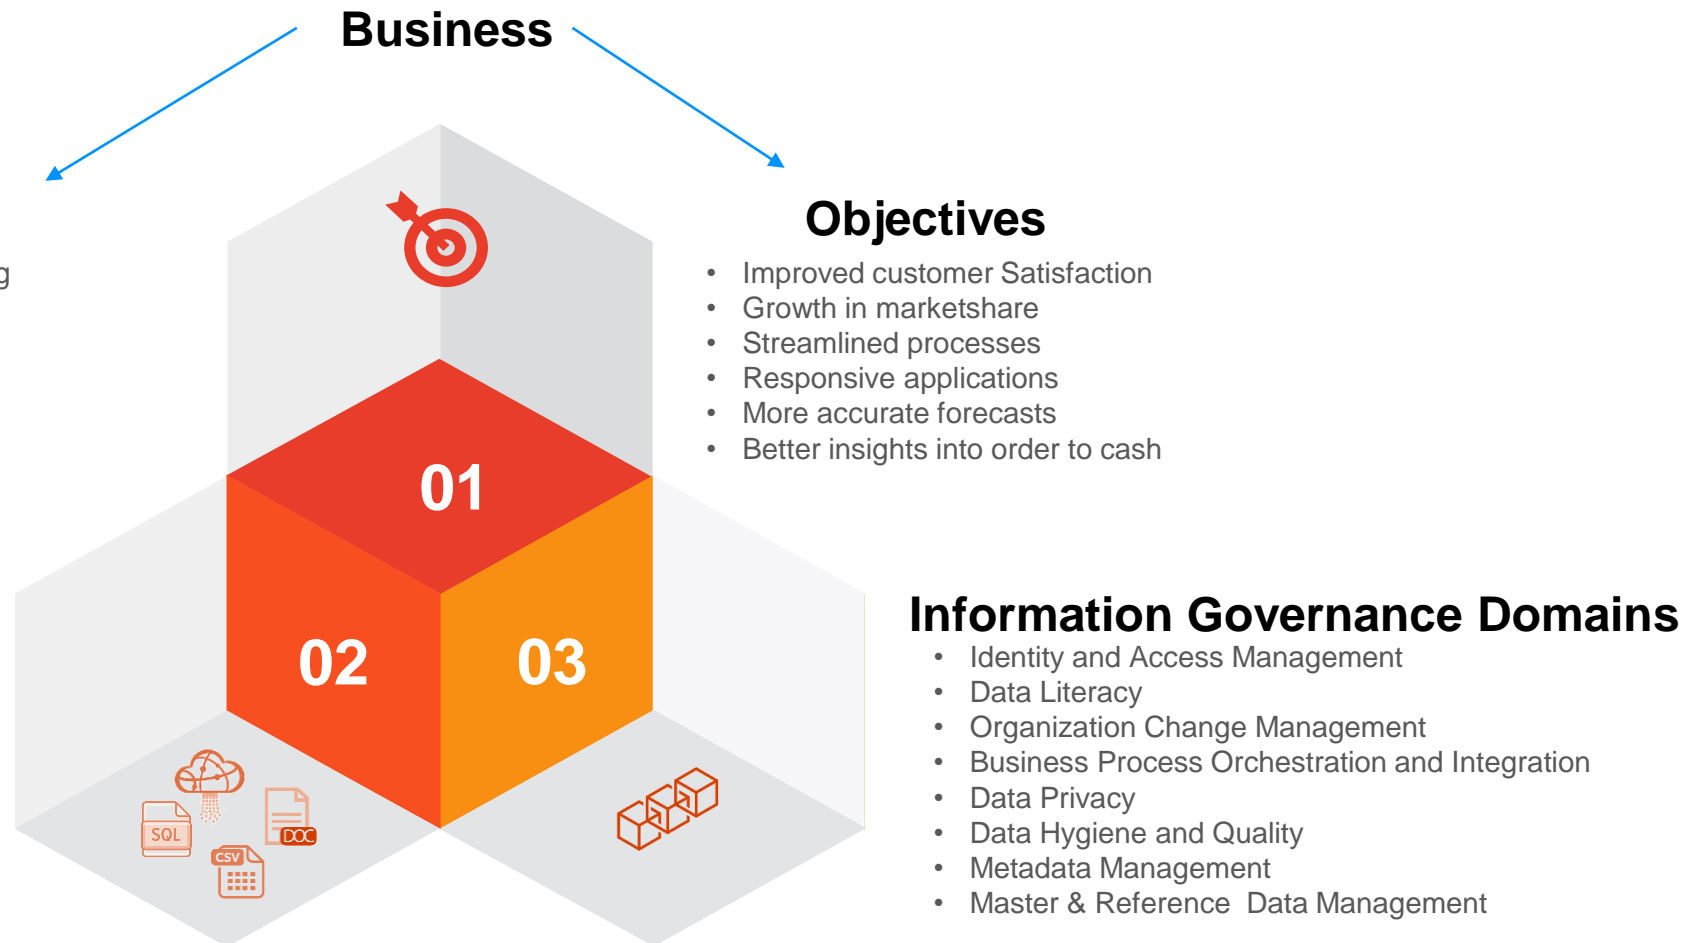 Business
Objectives
g
• Improved customer Satisfaction
• Growth in marketshare
• Streamlined processes
• Responsive applications
• More accurate forecasts
• Better insights into order to cash
01
02
03
Information Governance Domains
• Identity and Access Management
• Data Literacy
• Organization Change Management
• Business Process Orchestration and Integration
• Data Privacy
• Data Hygiene and Quality
• Metadata Management
• Master & Reference  Data Management
SQL
DOC
CSV